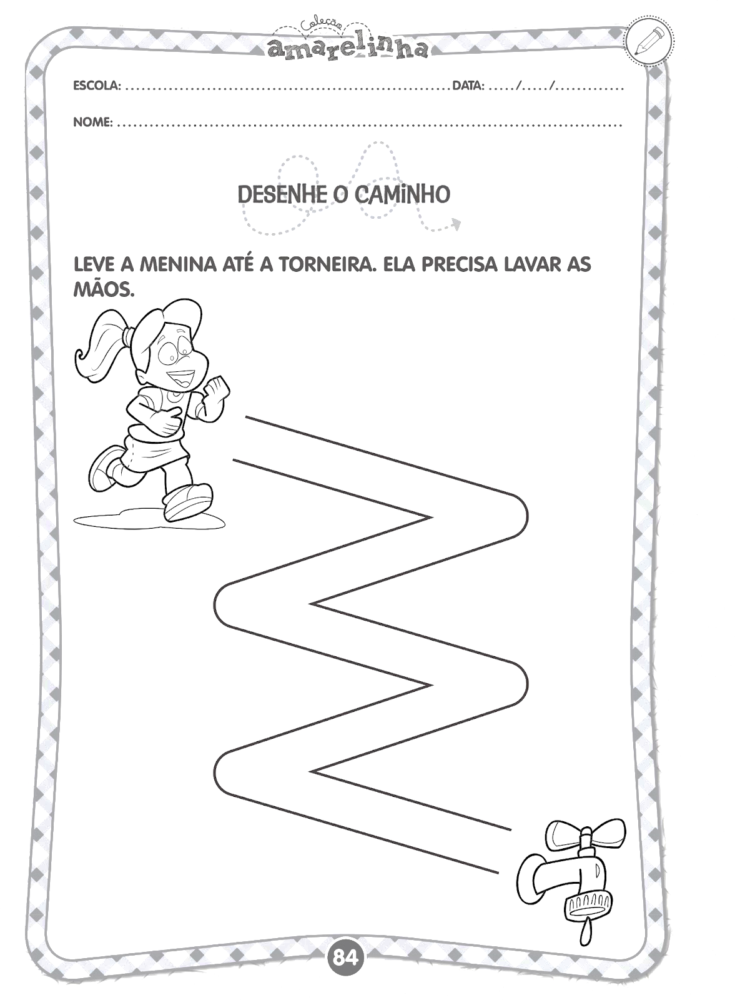 Coleção
amarelinha
ESCOLA: ........................................................... DATA: ...../...../.............
NOME: .............................................................................................
DESENHE O CAMiNHO
LEVE A MENINA ATÉ A TORNEIRA. ELA PRECISA LAVAR AS
MÃOS.
84